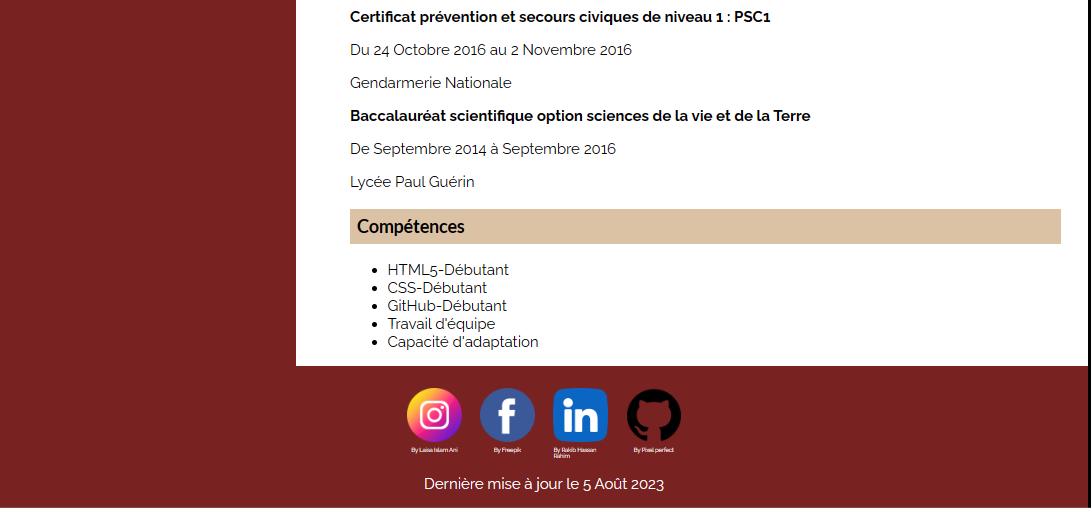 Certificat prévention et secours civiques de niveau 1 : PSC1
Du 24 Octobre 2016 au 2 Novembre 2016
Gendarmerie Nationale
Baccalauréat scientifique option sciences de la vie et de la Terre
De Septembre 2014 à Septembre 2016
Lycée Paul Guérin
Compétences
HTML5-Débutant
CSS-Débutant
GitHub-Débutant
Travail d'équipe
Capacité d'adaptation
By Laisa Islam Ani
By Freepik
By Rakib Hassan
Rahim
By Pixel perfect
Dernière mise à jour le 5 Août 2023